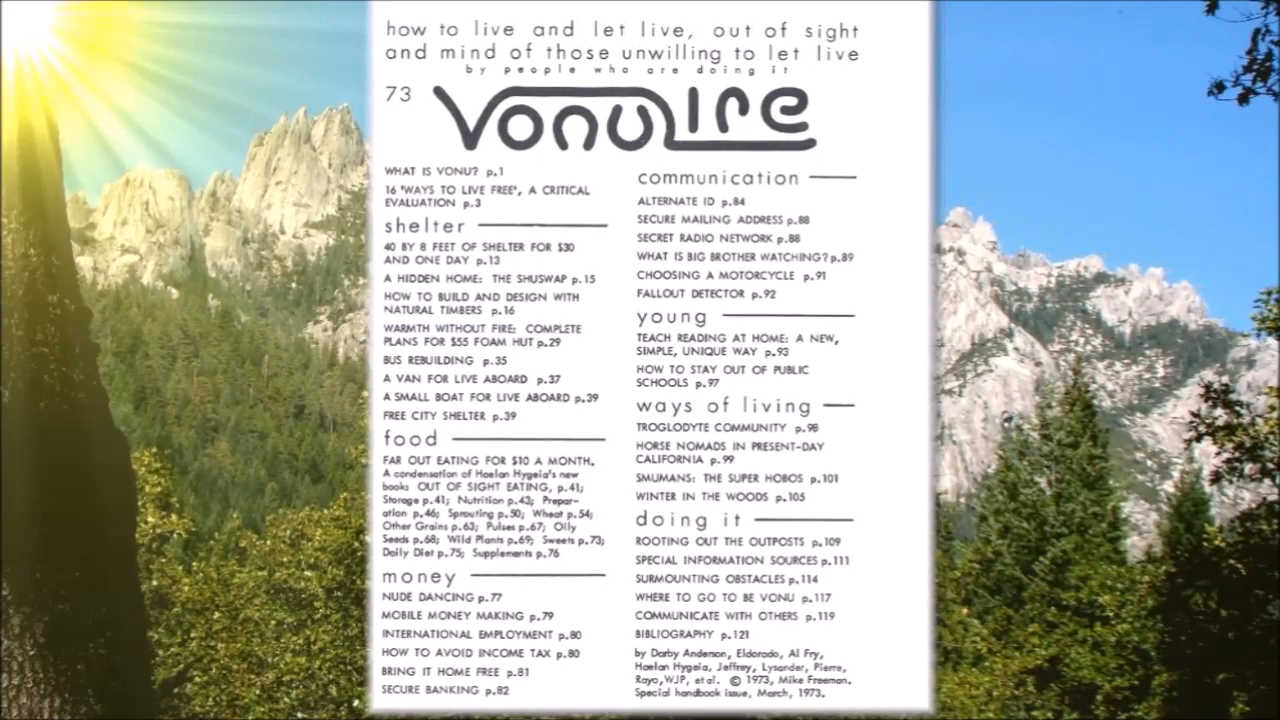 how to live and let live, out of sight
and mind of those unwilling to let live
by people who are doing it
73 VONULIFE
WHAT IS VONU? p.1
16 'WAYS TO LIVE FREE', A CRITICAL
EVALUATION p.3
shelter
40 BY 8 FEET OF SHELTER FOR $30
AND ONE DAY p.13
A HIDDEN HOME: THE SHUSWAP p.15
HOW TO BUILD AND DESIGN WITH
NATURAL TIMBERS p.16
WARMTH WITHOUT FIRE: COMPLETE
PLANS FOR $55 FOAM HUT p.29
BUS REBUILDING p.35
A VAN FOR LIVE ABOARD p.37
A SMALL BOAT FOR LIVE ABOARD p.39
FREE CITY SHELTER p.39
food
FAR OUT EATING FOR $10 A MONTH.
A condensation of Haelan Hygeia's new
book: OUT OF SIGHT EATING, p.41;
Storage p.41; Nutrition p.43; Prepar-
ation p.46; Sprouting p.50; Wheat p.54;
Other Grains p.63; Pulses p.67; Oily
Seeds p.68; Wild Plants p.69; Sweets p.73;
Daily Diet p.75; Supplements p.76
money
NUDE DANCING p.77
MOBILE MONEY MAKING p.79
INTERNATIONAL EMPLOYMENT p.80
HOW TO AVOID INCOME TAX p.80
BRING IT HOME FREE p.81
SECURE BANKING p.82
communication
ALTERNATE ID p.84
SECURE MAILING ADDRESS p.88
SECRET RADIO NETWORK p.88
WHAT IS BIG BROTHER WATCHING? p.89
CHOOSING A MOTORCYCLE p.91
FALLOUT DETECTOR p.92
young
TEACH READING AT HOME: A NEW,
SIMPLE, UNIQUE WAY p.93
HOW TO STAY OUT OF PUBLIC
SCHOOLS p.97
ways of living
TROGLODYTE COMMUNITY p.98
HORSE NOMADS IN PRESENT-DAY
CALIFORNIA p.99
SMUMANS: THE SUPER HOBOS p.101
WINTER IN THE WOODS p.105
doing it
ROOTING OUT THE OUTPOSTS p.109
SPECIAL INFORMATION SOURCES p.111
SURMOUNTING OBSTACLES p.114
WHERE TO GO TO BE VONU p.117
COMMUNICATE WITH OTHERS p.119
BIBLIOGRAPHY p.121
by Darby Anderson, Eldorado, Al Fry,
Haelan Hygeia, Jeffrey, Lysander, Pierre,
Rayo, WJP, et al. © 1973, Mike Freeman.
Special handbook issue, March, 1973.